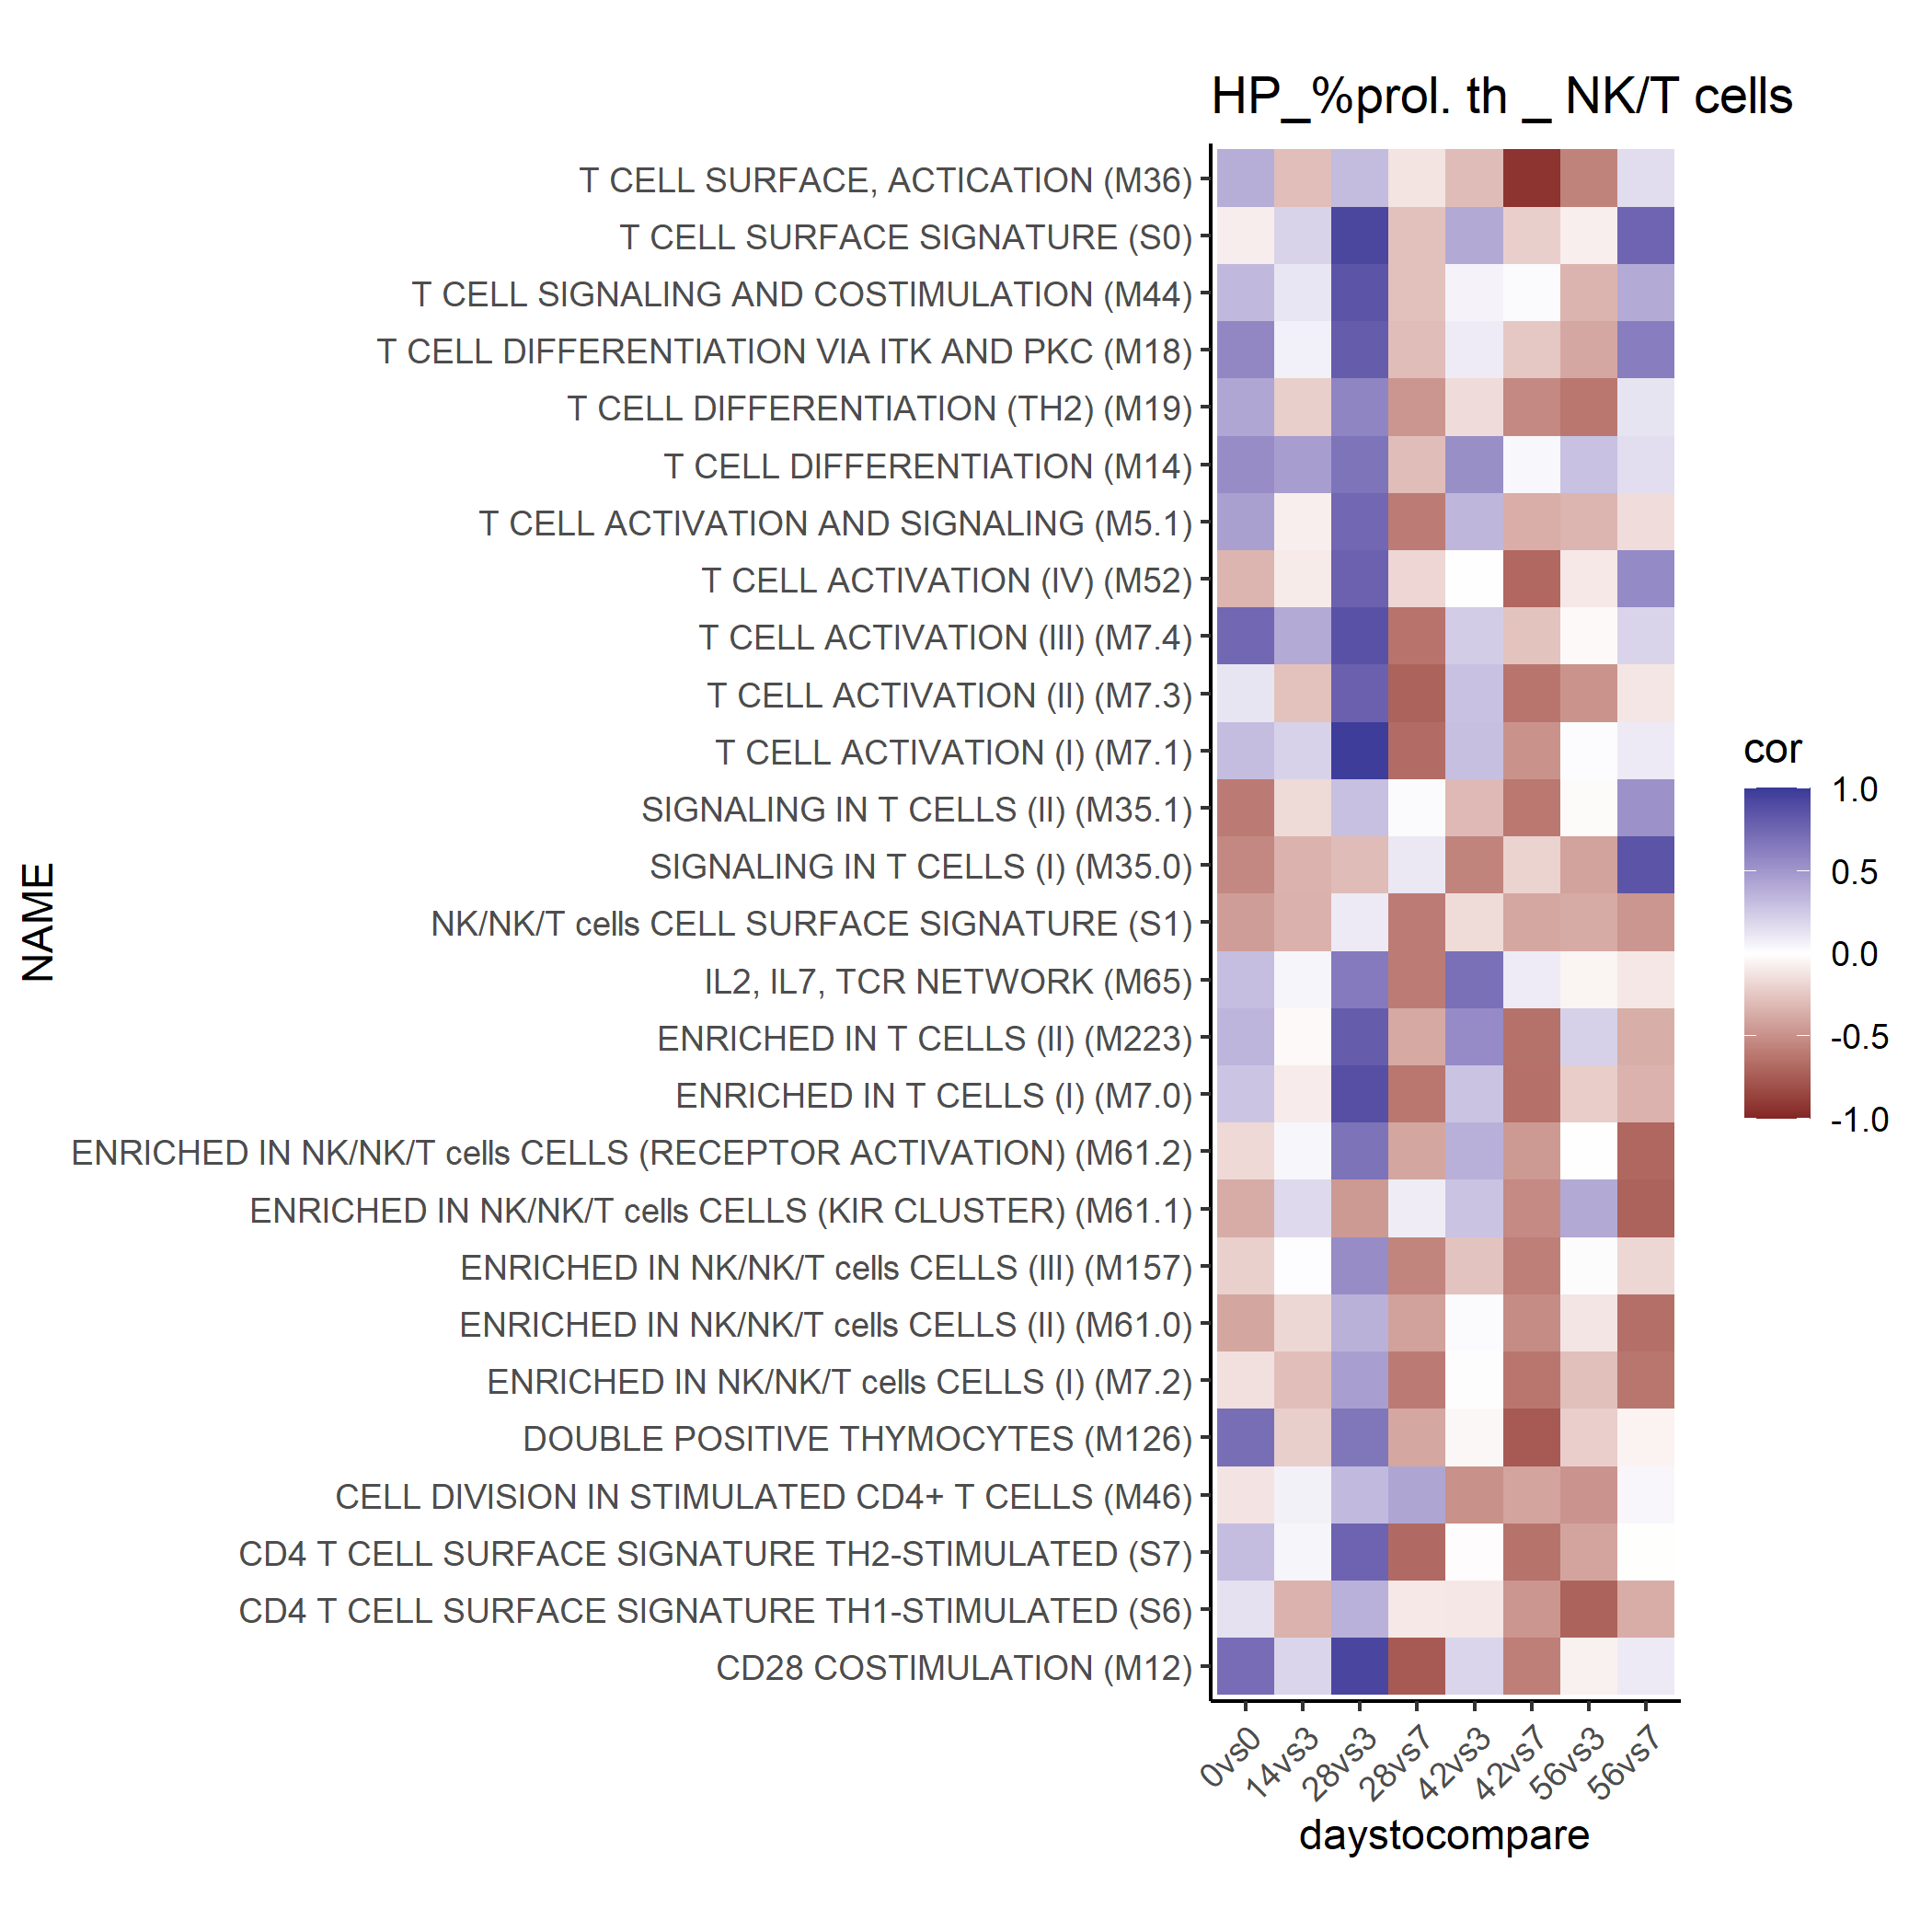 HP_%prol. th _ NK/T cells
T CELL SURFACE, ACTICATION (M36)
T CELL SURFACE SIGNATURE (S0)
T CELL SIGNALING AND COSTIMULATION (M44)
T CELL DIFFERENTIATION VIA ITK AND PKC (M18)
T CELL DIFFERENTIATION (TH2) (M19)
T CELL DIFFERENTIATION (M14)
T CELL ACTIVATION AND SIGNALING (M5.1)
T CELL ACTIVATION (IV) (M52)
T CELL ACTIVATION (III) (M7.4)
T CELL ACTIVATION (II) (M7.3)
T CELL ACTIVATION (I) (M7.1)
SIGNALING IN T CELLS (II) (M35.1)
SIGNALING IN T CELLS (I) (M35.0)
NK/NK/T cells CELL SURFACE SIGNATURE (S1)
IL2, IL7, TCR NETWORK (M65)
ENRICHED IN T CELLS (II) (M223)
ENRICHED IN T CELLS (I) (M7.0)
ENRICHED IN NK/NK/T cells CELLS (RECEPTOR ACTIVATION) (M61.2)
ENRICHED IN NK/NK/T cells CELLS (KIR CLUSTER) (M61.1)
ENRICHED IN NK/NK/T cells CELLS (III) (M157)
ENRICHED IN NK/NK/T cells CELLS (II) (M61.0)
ENRICHED IN NK/NK/T cells CELLS (I) (M7.2)
DOUBLE POSITIVE THYMOCYTES (M126)
CELL DIVISION IN STIMULATED CD4+ T CELLS (M46)
CD4 T CELL SURFACE SIGNATURE TH2-STIMULATED (S7)
CD4 T CELL SURFACE SIGNATURE TH1-STIMULATED (S6)
CD28 COSTIMULATION (M12)
NAME
0vs0
14vs3
28vs3
28vs7
42vs3
42vs7
56vs3
56vs7
daystocompare
cor
1.0
0.5
0.0
-0.5
-1.0